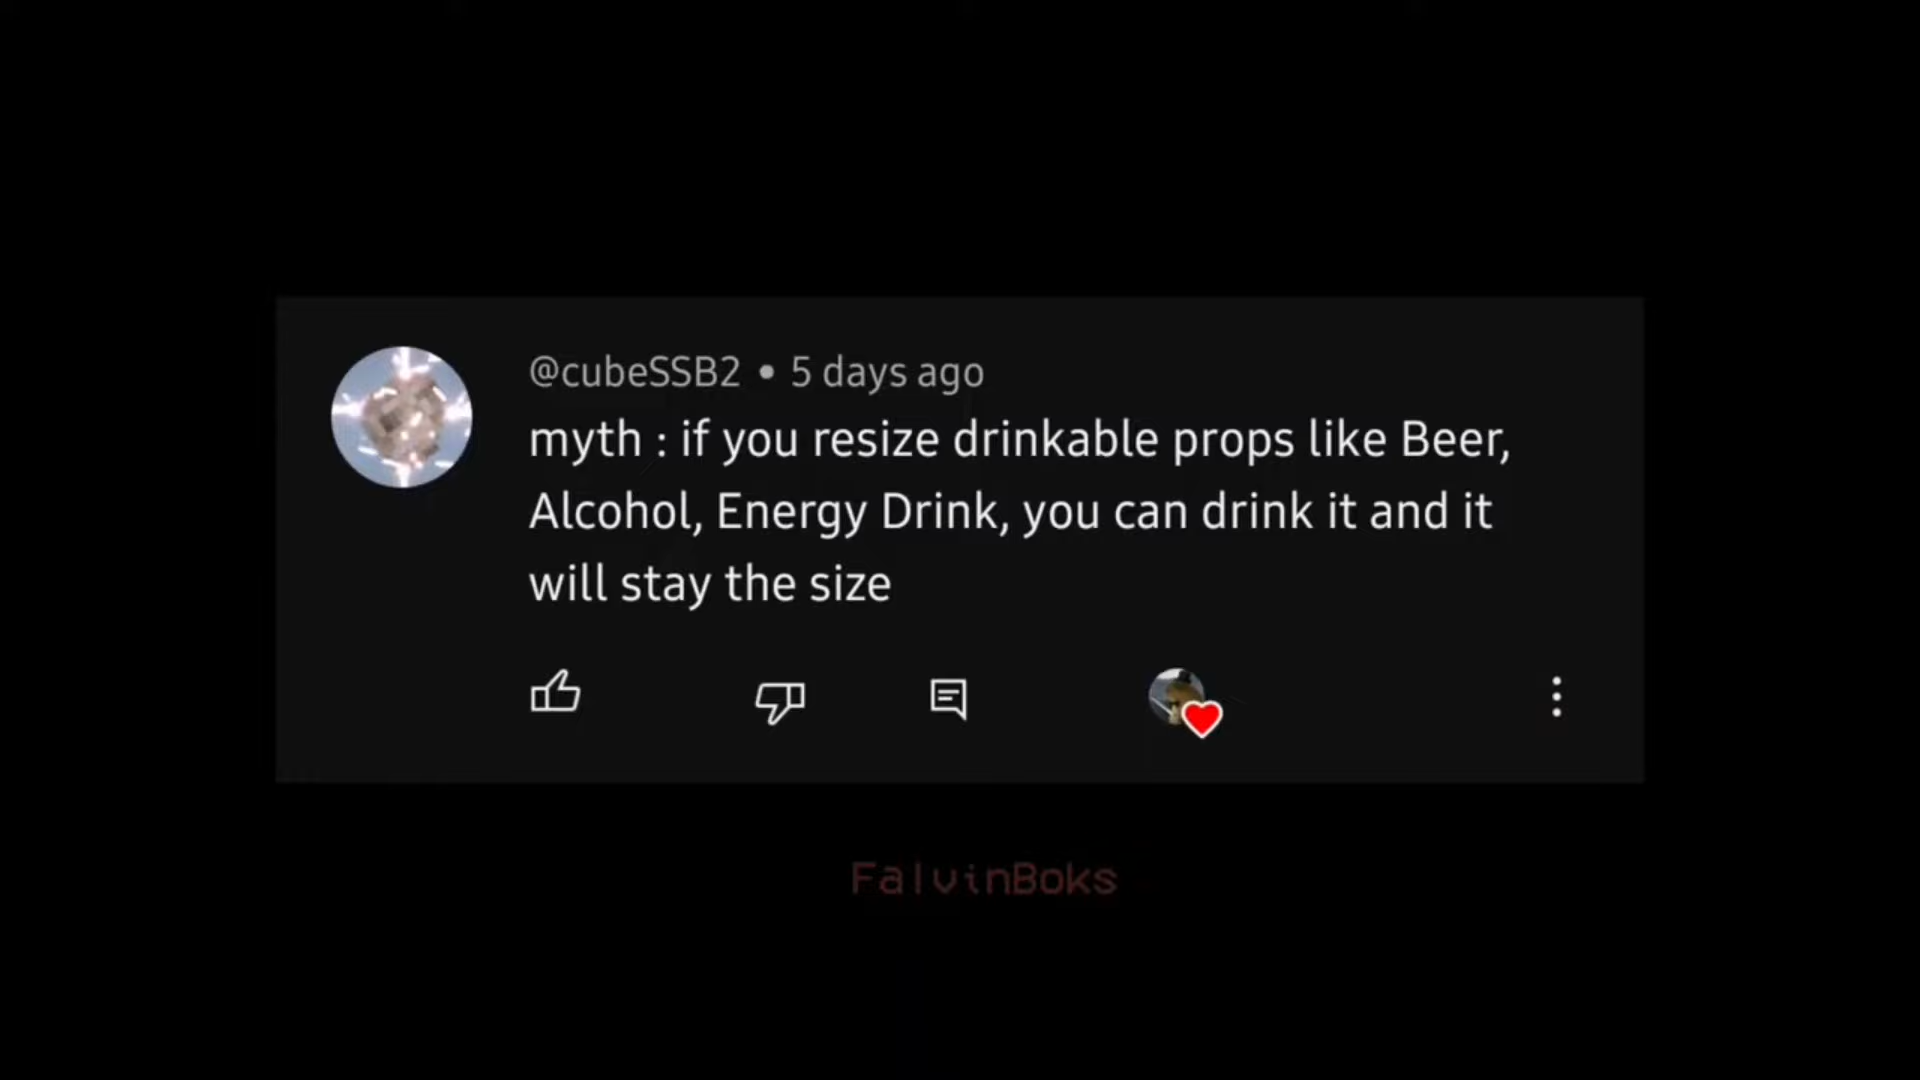 @cubeSSB2 • 5 days ago
myth : if you resize drinkable props like Beer,
Alcohol, Energy Drink, you can drink it and it
will stay the size
FalvinBoks